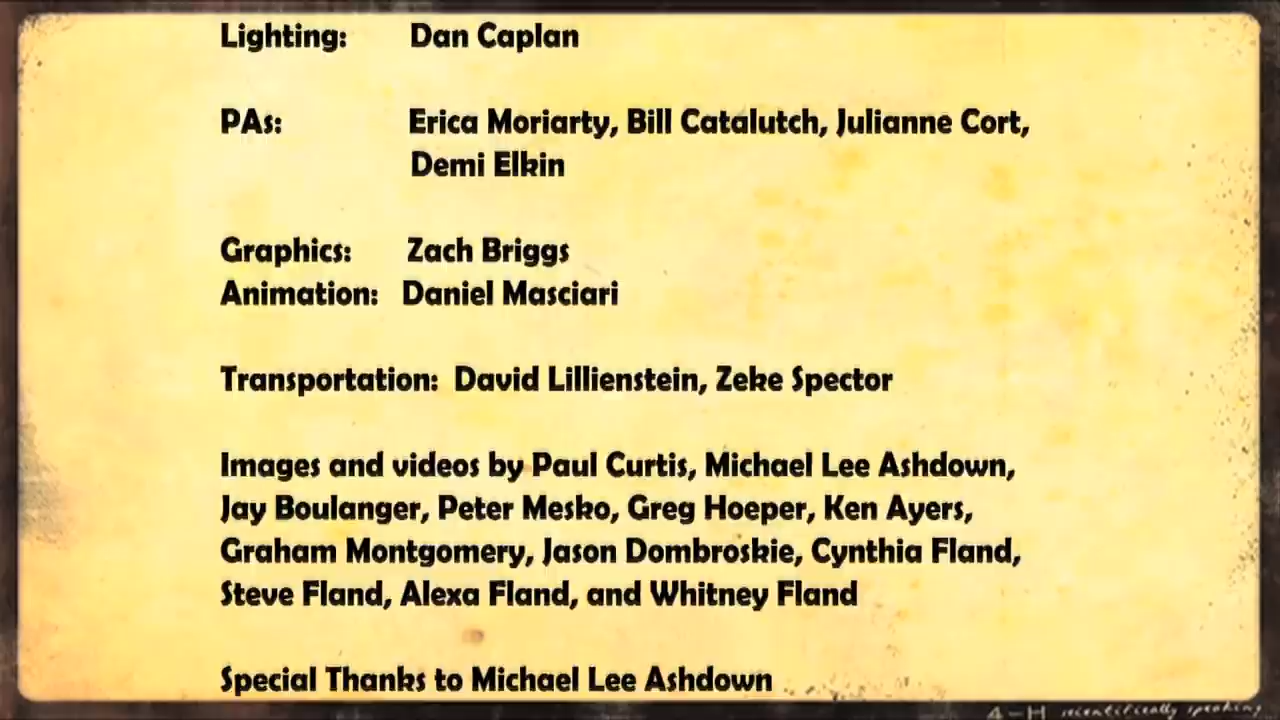 Lighting: Dan Caplan
PAs: Erica Moriarty, Bill Catalutch, Julianne Cort,
Demi Elkin
Graphics: Zach Briggs
Animation: Daniel Masciari
Transportation: David Lillienstein, Zeke Spector
Images and videos by Paul Curtis, Michael Lee Ashdown,
Jay Boulanger, Peter Mesko, Greg Hoeper, Ken Ayers,
Graham Montgomery, Jason Dombroskie, Cynthia Fland,
Steve Fland, Alexa Fland, and Whitney Fland
Special Thanks to Michael Lee Ashdown
4-H scientifically speaking